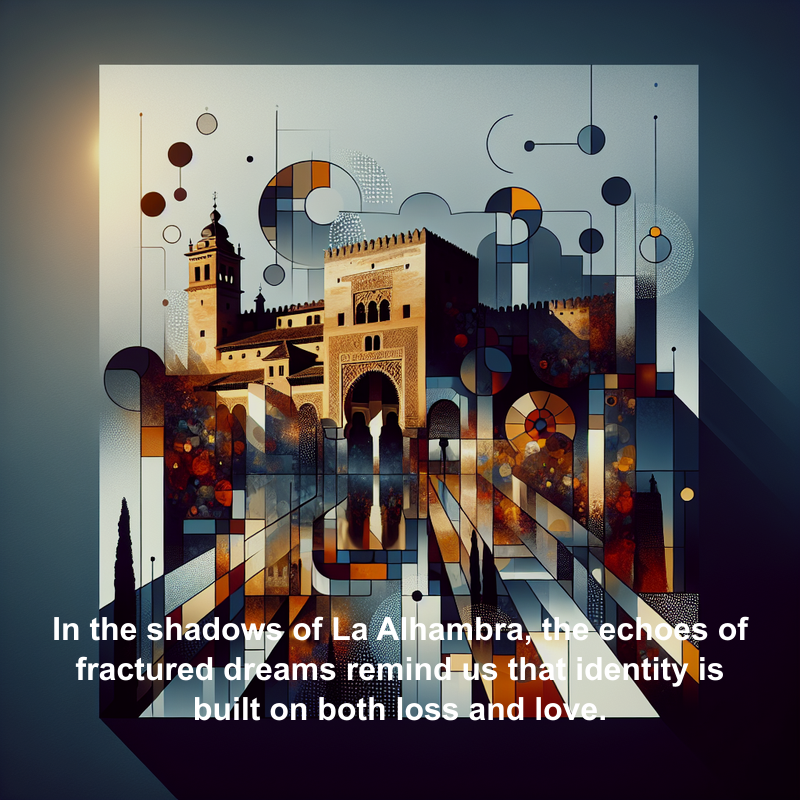 In the shadows of La Alhambra, the echoes of
fractured dreams remind us that identity is
built on both loss and love.